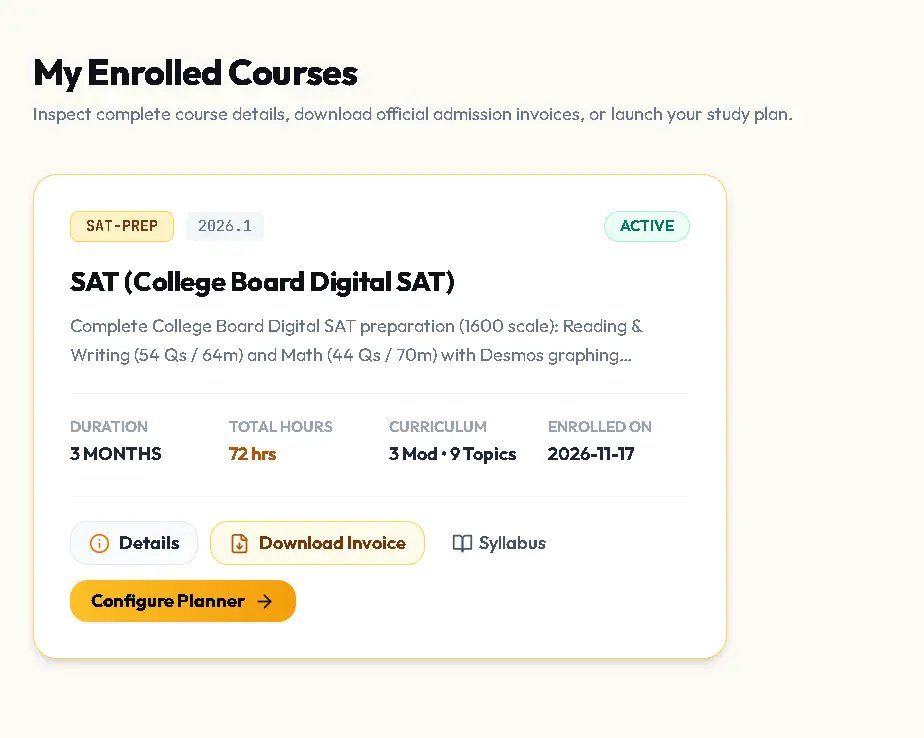 My Enrolled Courses
Inspect complete course details, download official admission invoices, or launch your study plan.
SAT-PREP 2026.1 ACTIVE
SAT (College Board Digital SAT)
Complete College Board Digital SAT preparation (1600 scale): Reading &
Writing (54 Qs / 64m) and Math (44 Qs / 70m) with Desmos graphing...
DURATION TOTAL HOURS CURRICULUM ENROLLED ON
3 MONTHS 72 hrs 3 Mod • 9 Topics 2026-11-17
Details Download Invoice Syllabus
Configure Planner →